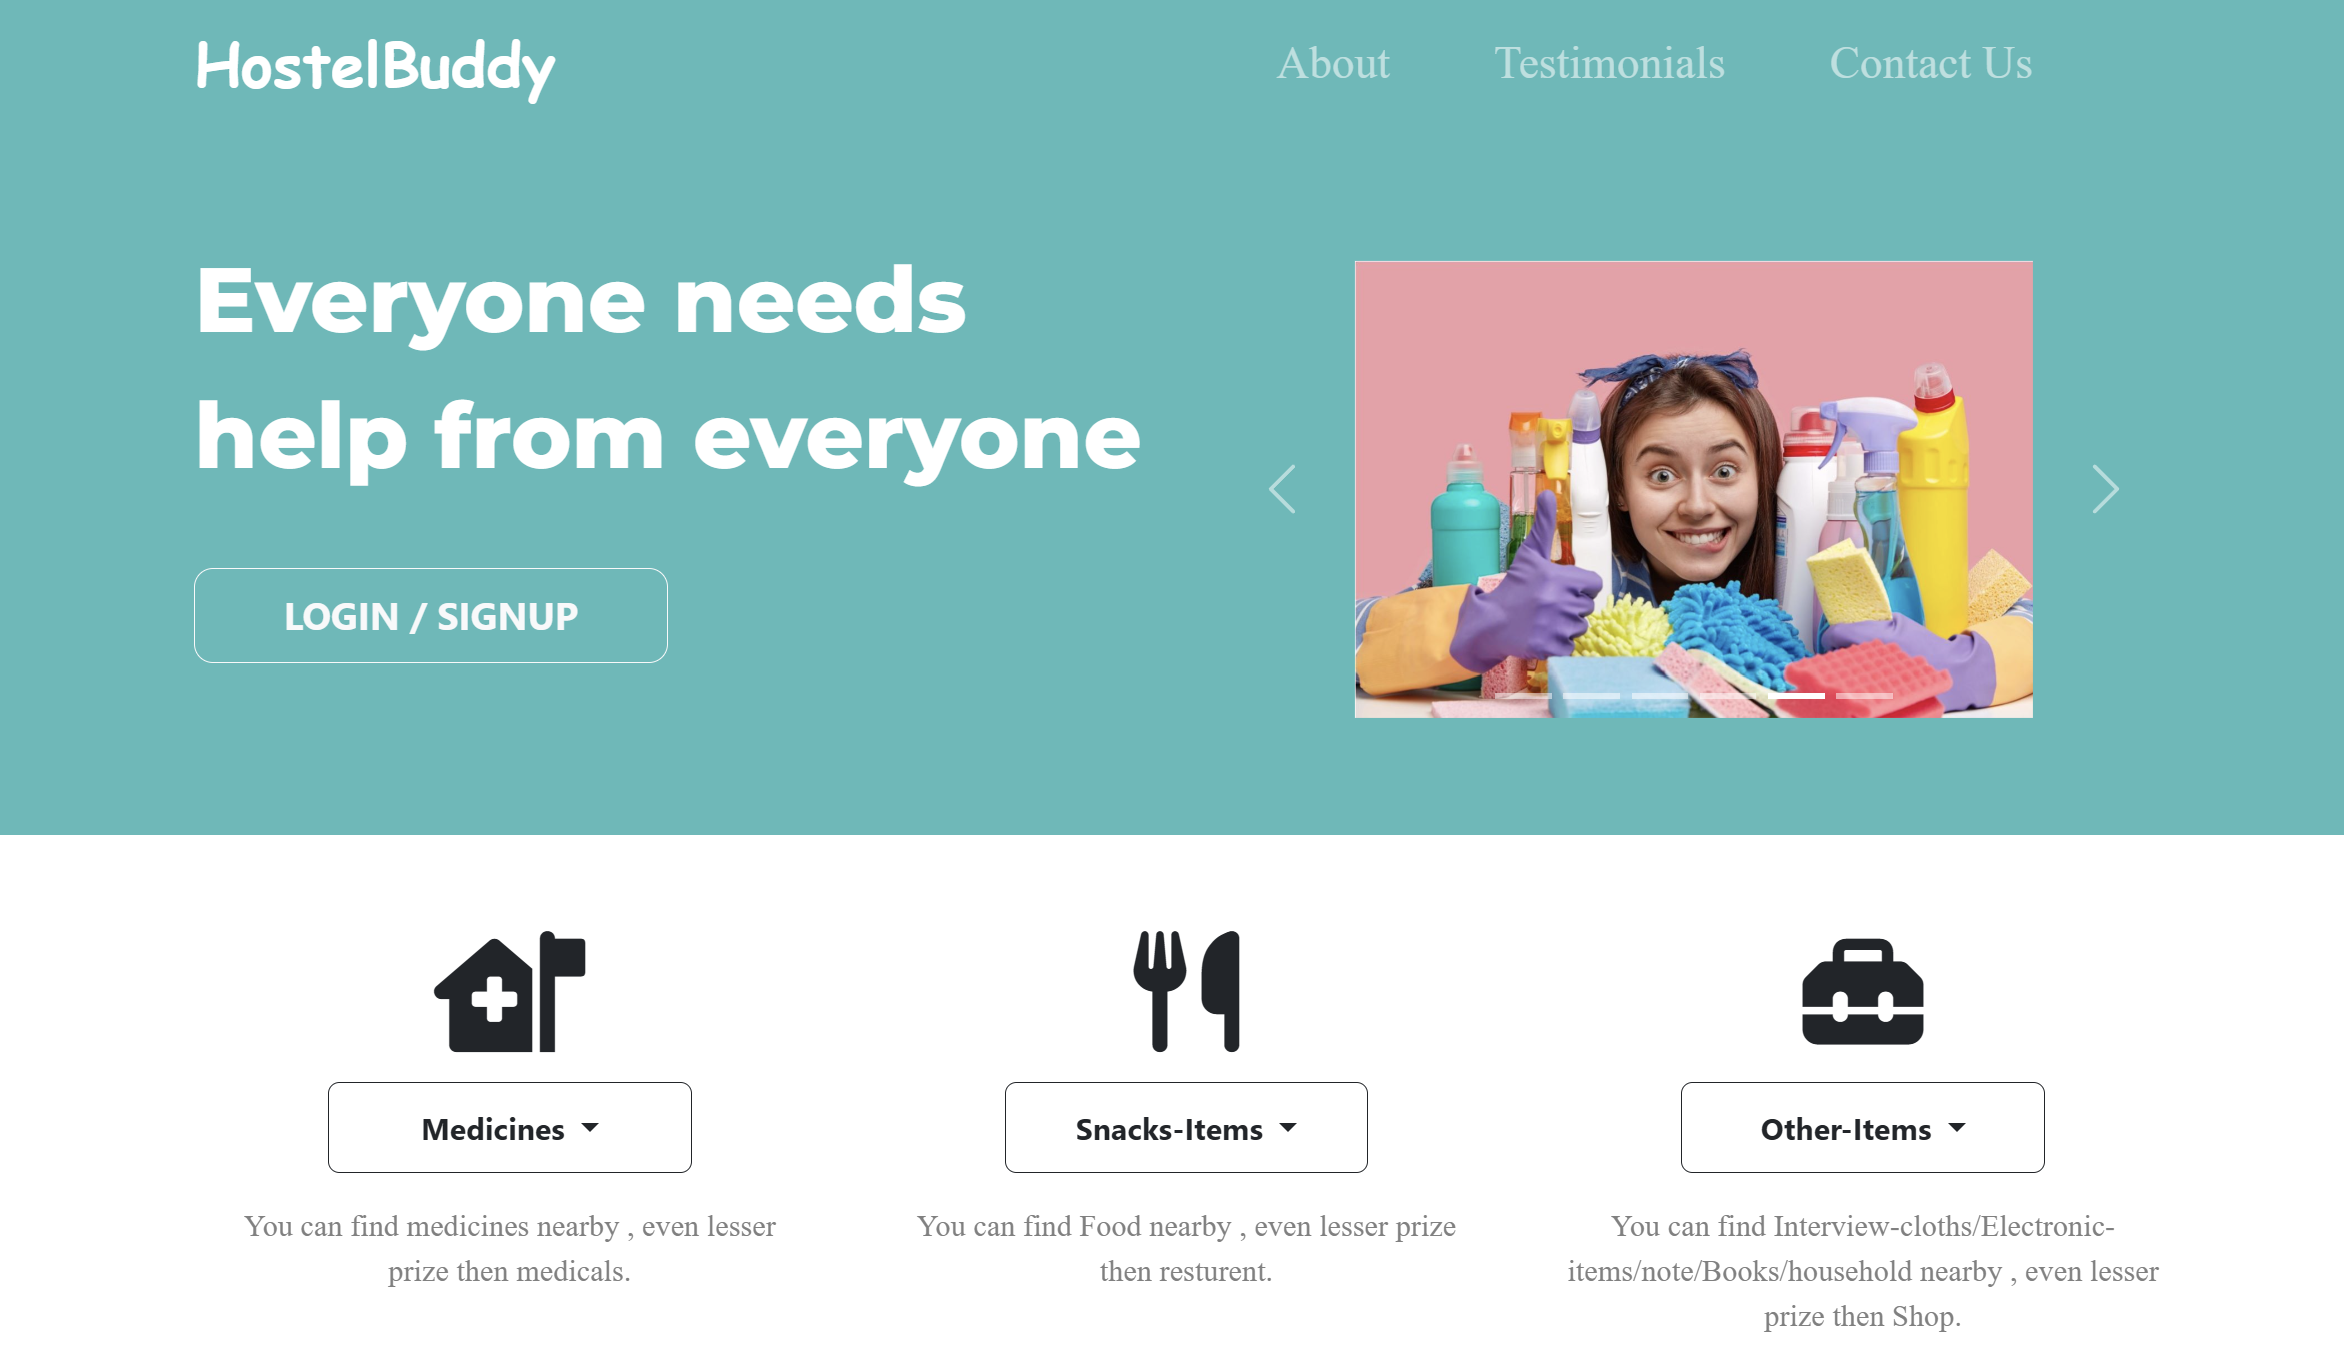 HostelBuddy
About Testimonials Contact Us
Everyone needs
help from everyone
LOGIN / SIGNUP
Medicines
You can find medicines nearby , even lesser
prize then medicals.
Snacks-Items
You can find Food nearby , even lesser prize
then resturent.
Other-Items
You can find Interview-cloths/Electronic-
items/note/Books/household nearby , even lesser
prize then Shop.